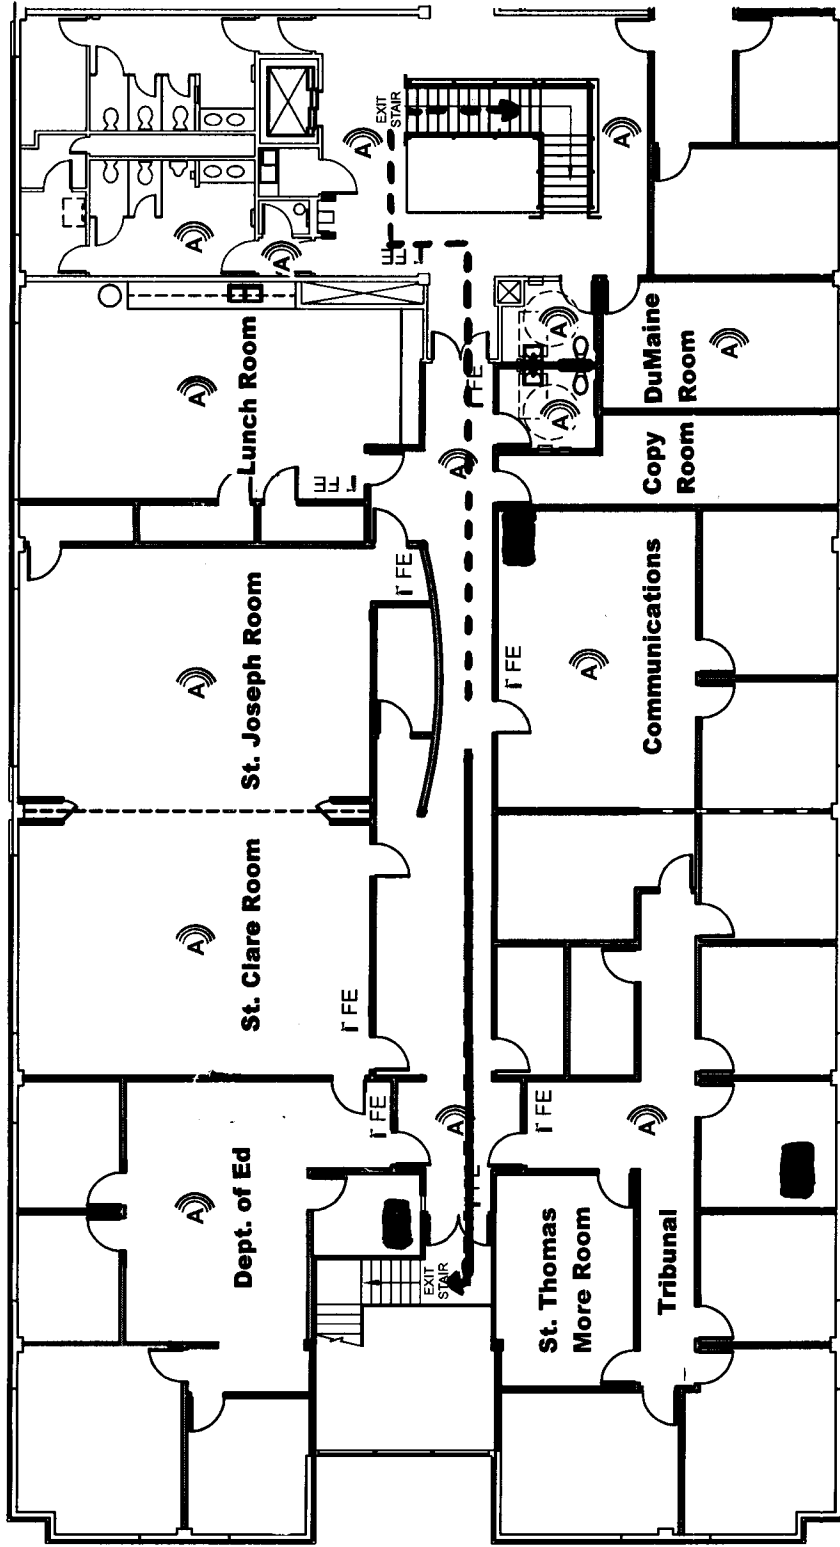 A
A
A
A
A
Dept. of Ed
St. Clare Room
St. Joseph Room
Lunch Room
A
FE
FE
FE
FE
FE
A
EXIT
STAIR
EXIT
STAIR
A
A
FE
FE
FE
FE
St. Thomas
More Room
A
A
A
A
Tribunal
A
Communications
Copy
Room
DuMaine
Room
A